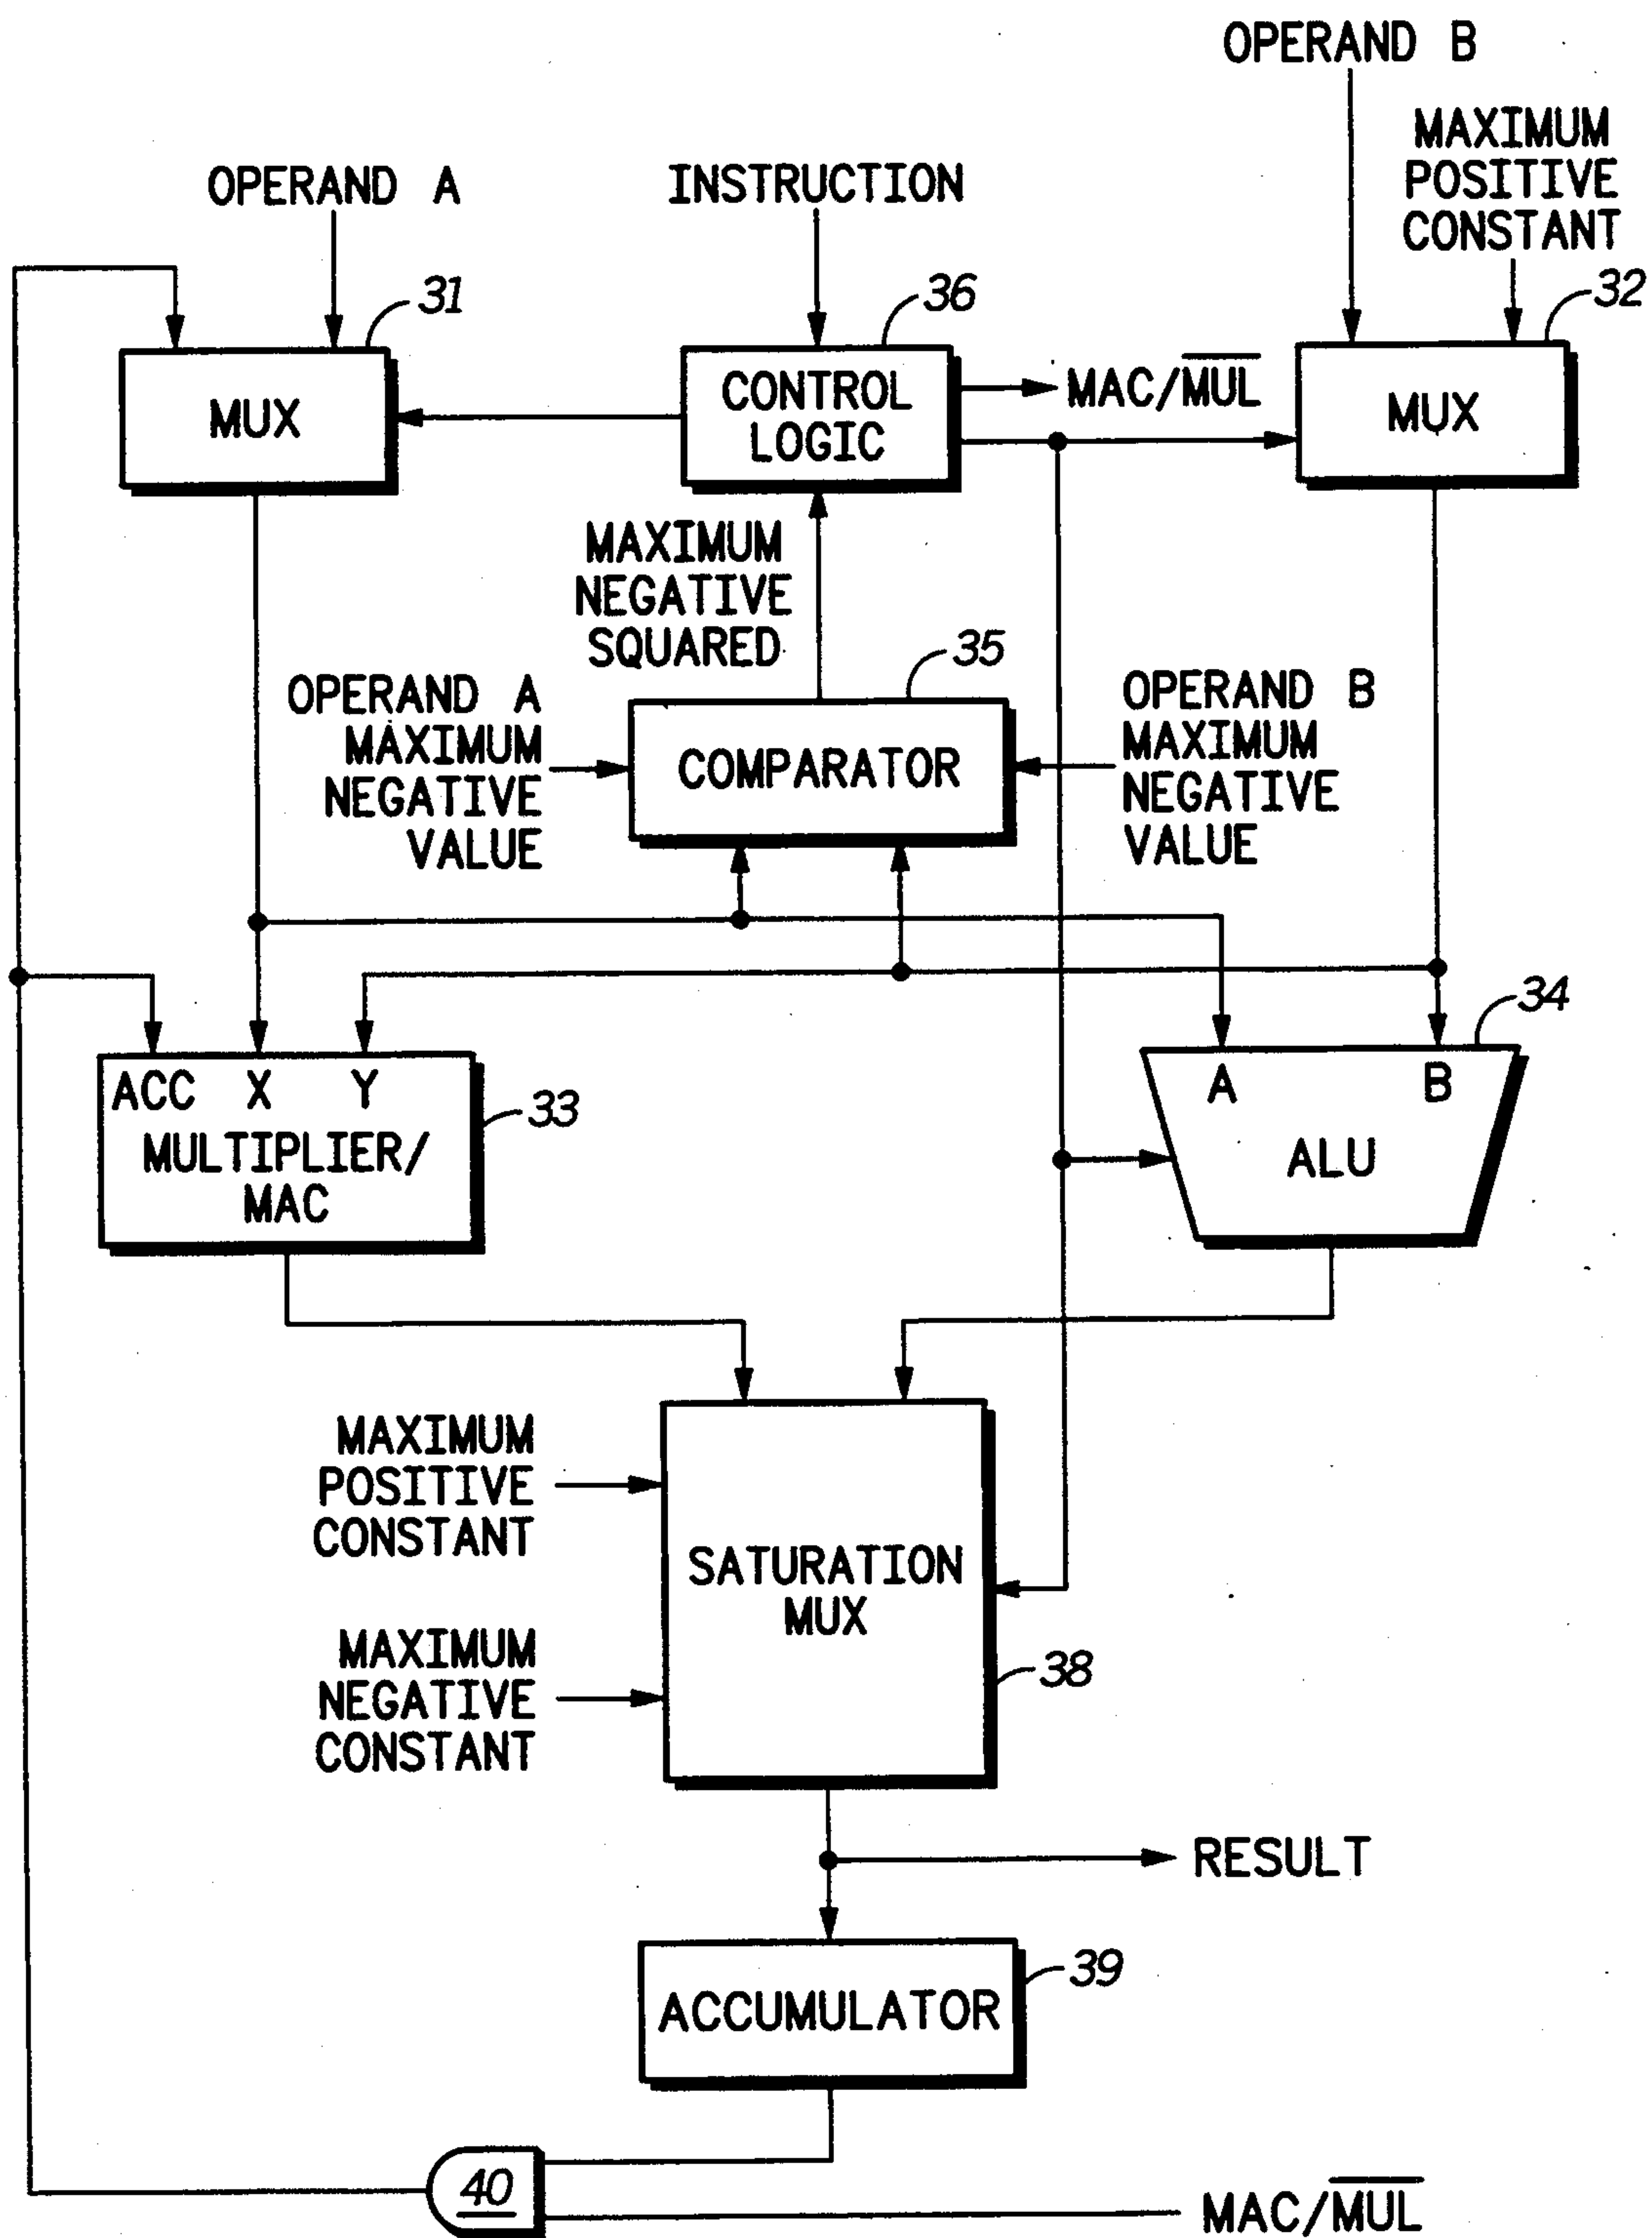 OPERAND B
MAXIMUM
POSITIVE
CONSTANT
OPERAND A
INSTRUCTION
31
36
32
MUX
CONTROL
LOGIC
MAC/MUL
MUX
MAXIMUM
NEGATIVE
SQUARED
35
OPERAND A
MAXIMUM
NEGATIVE
VALUE
COMPARATOR
OPERAND B
MAXIMUM
NEGATIVE
VALUE
34
ACC X Y
MULTIPLIER/
MAC
33
A B
ALU
MAXIMUM
POSITIVE
CONSTANT
SATURATION
MUX
MAXIMUM
NEGATIVE
CONSTANT
38
RESULT
39
ACCUMULATOR
40
MAC/MUL